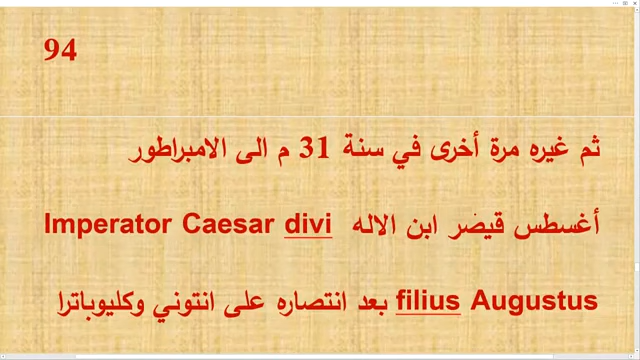 94
ثم غيره مرة أخرى في سنة 31 م الى الامبراطور
أغسطس قيضر ابن الاله Imperator Caesar divi
filius Augustus بعد انتصاره على انتوني وكليوباترا